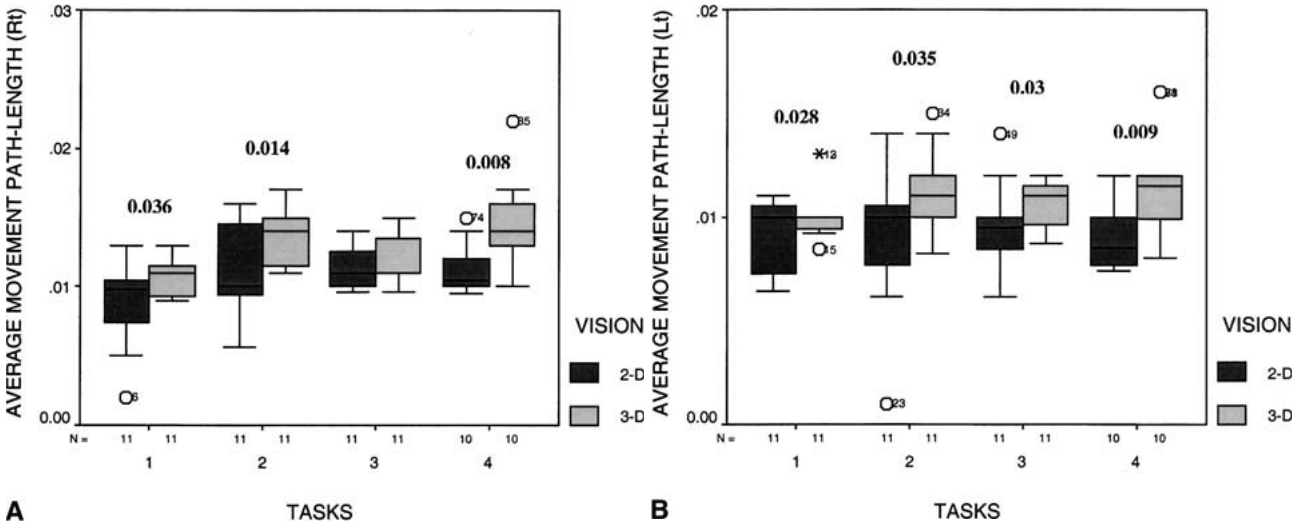 AVERAGE MOVEMENT PATH-LENGTH (Rt)
.03
.02
.01
0.00
0.036
0.014
0.008
6
74
85
N = 11 11 11 11 11 11 10 10
1 2 3 4
TASKS
VISION
2-D
3-D
A
AVERAGE MOVEMENT PATH-LENGTH (Lt)
.02
.010
0.00
0.028
0.035
0.03
0.009
15
23
84
49
N = 11 11 11 11 11 11 10 10
1 2 3 4
TASKS
VISION
2-D
3-D
B